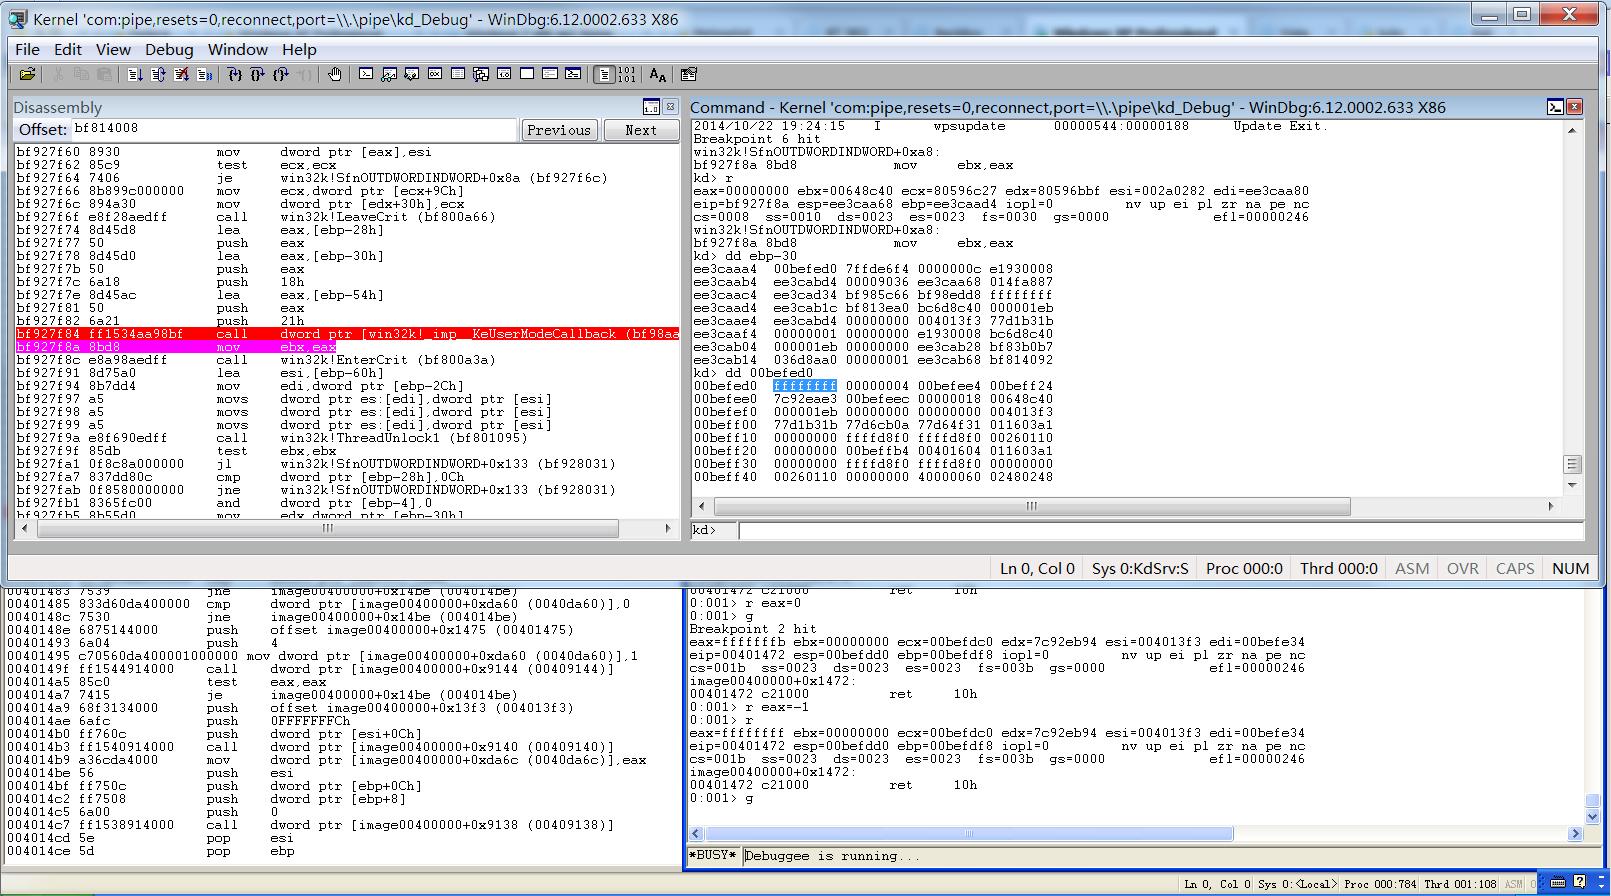 Kernel 'com:pipe,resets=0,reconnect,port=\\.\pipe\kd_Debug' - WinDbg:6.12.0002.633 X86
File Edit View Debug Window Help
Disassembly
Offset: bf814008 Previous Next
bf927f60 8930 mov dword ptr [eax],esi
bf927f62 85c9 test ecx,ecx
bf927f64 7406 je win32k!SfnOUTDWORDINDWORD+0x8a (bf927f6c)
bf927f66 8b899c000000 mov ecx,dword ptr [ecx+9Ch]
bf927f6c 894a30 mov dword ptr [edx+30h],ecx
bf927f6f e8f28aedff call win32k!LeaveCrit (bf800a66)
bf927f74 8d45d8 lea eax,[ebp-28h]
bf927f77 50 push eax
bf927f78 8d45d0 lea eax,[ebp-30h]
bf927f7b 50 push eax
bf927f7c 6a18 push 18h
bf927f7e 8d45ac lea eax,[ebp-54h]
bf927f81 50 push eax
bf927f82 6a21 push 21h
bf927f84 ff1534aa98bf call dword ptr [win32k!_imp__KeUserModeCallback (bf98aa
bf927f8a 8bd8 mov ebx,eax
bf927f8c e8a98aedff call win32k!EnterCrit (bf800a3a)
bf927f91 8d75a0 lea esi,[ebp-60h]
bf927f94 8b7dd4 mov edi,dword ptr [ebp-2Ch]
bf927f97 a5 movs dword ptr es:[edi],dword ptr [esi]
bf927f98 a5 movs dword ptr es:[edi],dword ptr [esi]
bf927f99 a5 movs dword ptr es:[edi],dword ptr [esi]
bf927f9a e8f690edff call win32k!ThreadUnlock1 (bf801095)
bf927f9f 85db test ebx,ebx
bf927fa1 0f8c8a000000 jl win32k!SfnOUTDWORDINDWORD+0x133 (bf928031)
bf927fa7 837dd80c cmp dword ptr [ebp-28h],0Ch
bf927fab 0f8580000000 jne win32k!SfnOUTDWORDINDWORD+0x133 (bf928031)
bf927fb1 8365fc00 and dword ptr [ebp-4],0
bf927fb5 8b55d0 mov edx,dword ptr [ebp-30h]
Command - Kernel 'com:pipe,resets=0,reconnect,port=\\.\pipe\kd_Debug' - WinDbg:6.12.0002.633 X86
2014/10/22 19:24:15 I wpsupdate 00000544:00000188 Update Exit.
Breakpoint 6 hit
win32k!SfnOUTDWORDINDWORD+0xa8:
bf927f8a 8bd8 mov ebx,eax
kd> r
eax=00000000 ebx=00648c40 ecx=80596c27 edx=80596bbf esi=002a0282 edi=ee3caa80
eip=bf927f8a esp=ee3caa68 ebp=ee3caad4 iopl=0 nv up ei pl zr na pe nc
cs=0008 ss=0010 ds=0023 es=0023 fs=0030 gs=0000 efl=00000246
win32k!SfnOUTDWORDINDWORD+0xa8:
bf927f8a 8bd8 mov ebx,eax
kd> dd ebp-30
ee3caaa4 00befed0 7ffde6f4 0000000c e1930008
ee3caab4 ee3cabd4 00009036 ee3caa68 014fa887
ee3caac4 ee3cad34 bf985c66 bf98edd8 ffffffff
ee3caad4 ee3cab1c bf813ea0 bc6d8c40 000001eb
ee3caae4 ee3cabd4 00000000 004013f3 77d1b31b
ee3caaf4 00000001 00000000 e1930008 bc6d8c40
ee3cab04 000001eb 00000000 ee3cab28 bf83b0b7
ee3cab14 036d8aa0 00000001 ee3cab68 bf814092
kd> dd 00befed0
00befed0 ffffffff 00000004 00befee4 00beff24
00befee0 7c92eae3 00befeec 00000018 00648c40
00befef0 000001eb 00000000 00000000 004013f3
00beff00 77d1b31b 77d6cb0a 77d64f31 011603a1
00beff10 00000000 ffffd8f0 ffffd8f0 00260110
00beff20 00000000 00beffb4 00401604 011603a1
00beff30 00000000 ffffd8f0 ffffd8f0 00000000
00beff40 00260110 00000000 40000060 02480248
kd>
Ln 0, Col 0 Sys 0:KdSrv:S Proc 000:0 Thrd 000:0 ASM OVR CAPS NUM
00401483 7539 jne image00400000+0x14be (004014be)
00401485 833d60da400000 cmp dword ptr [image00400000+0xda60 (0040da60)],0
0040148c 7530 jne image00400000+0x14be (004014be)
0040148e 6875144000 push offset image00400000+0x1475 (00401475)
00401493 6a04 push 4
00401495 c70560da400001000000 mov dword ptr [image00400000+0xda60 (0040da60)],1
0040149f ff1544914000 call dword ptr [image00400000+0x9144 (00409144)]
004014a5 85c0 test eax,eax
004014a7 7415 je image00400000+0x14be (004014be)
004014a9 68f3134000 push offset image00400000+0x13f3 (004013f3)
004014ae 6afc push 0FFFFFFFCh
004014b0 ff760c push dword ptr [esi+0Ch]
004014b3 ff1540914000 call dword ptr [image00400000+0x9140 (00409140)]
004014b9 a36cda4000 mov dword ptr [image00400000+0xda6c (0040da6c)],eax
004014be 56 push esi
004014bf ff750c push dword ptr [ebp+0Ch]
004014c2 ff7508 push dword ptr [ebp+8]
004014c5 6a00 push 0
004014c7 ff1538914000 call dword ptr [image00400000+0x9138 (00409138)]
004014cd 5e pop esi
004014ce 5d pop ebp
00401472 c21000 ret 10h
0:001> r eax=0
0:001> g
Breakpoint 2 hit
eax=fffffffb ebx=00000000 ecx=00befdc0 edx=7c92eb94 esi=004013f3 edi=00befe34
eip=00401472 esp=00befdd0 ebp=00befdf8 iopl=0 nv up ei pl zr na pe nc
cs=001b ss=0023 ds=0023 es=0023 fs=003b gs=0000 efl=00000246
image00400000+0x1472:
00401472 c21000 ret 10h
0:001> r eax=-1
0:001> r
eax=ffffffff ebx=00000000 ecx=00befdc0 edx=7c92eb94 esi=004013f3 edi=00befe34
eip=00401472 esp=00befdd0 ebp=00befdf8 iopl=0 nv up ei pl zr na pe nc
cs=001b ss=0023 ds=0023 es=0023 fs=003b gs=0000 efl=00000246
image00400000+0x1472:
00401472 c21000 ret 10h
0:001> g
*BUSY* Debuggee is running...
Ln 0, Col 0 Sys 0:<Local> Proc 000:784 Thrd 001:108 ASM